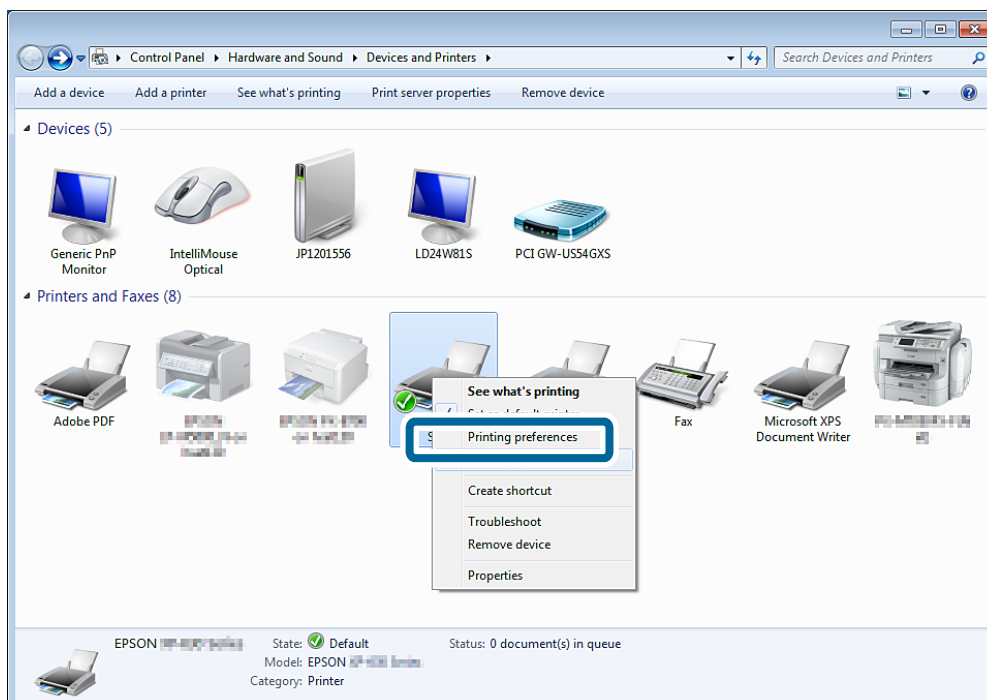 Control Panel ▸ Hardware and Sound ▸ Devices and Printers ▸
Search Devices and Printers
Add a device Add a printer See what's printing Print server properties Remove device
Devices (5)
Generic PnP
Monitor
IntelliMouse
Optical
JP1201556
LD24W81S
PCI GW-US54GXS
Printers and Faxes (8)
Adobe PDF
Fax
Microsoft XPS
Document Writer
See what's printing
Printing preferences
Create shortcut
Troubleshoot
Remove device
Properties
EPSON
State: Default
Status: 0 document(s) in queue
Model: EPSON
Category: Printer